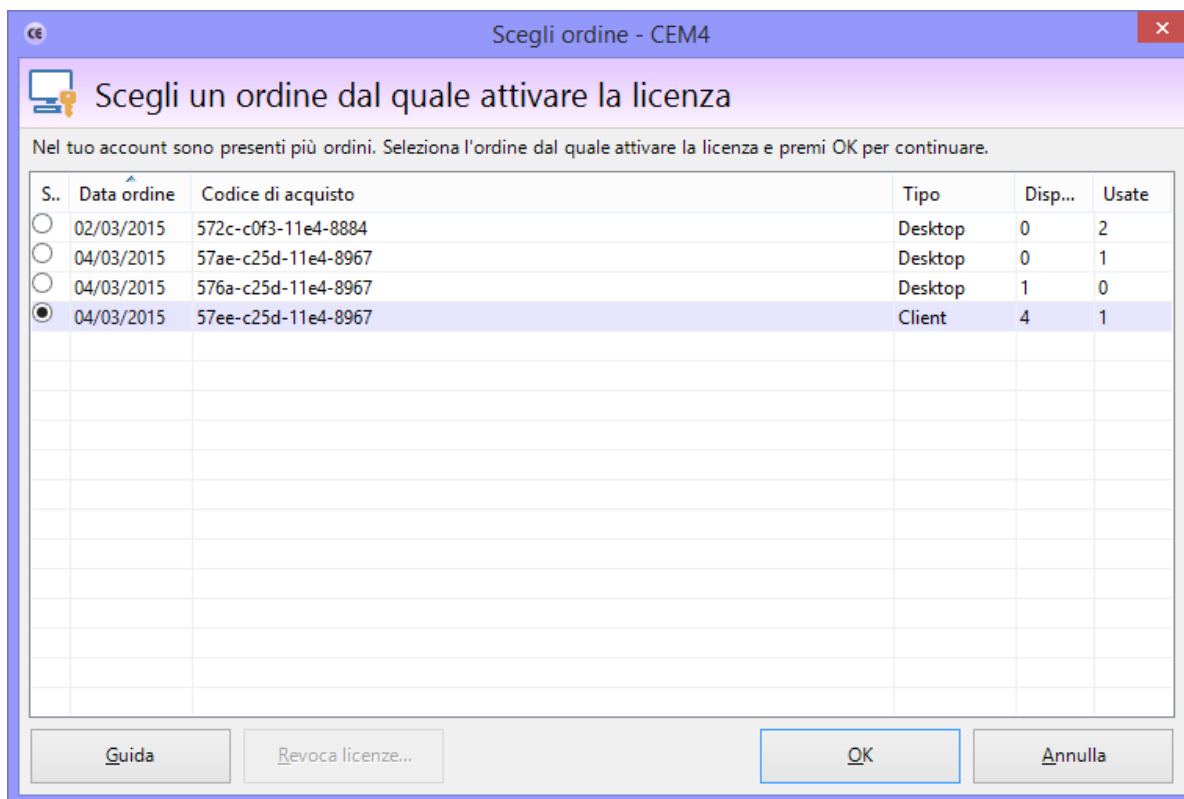 CE
Scegli ordine - CEM4
Scegli un ordine dal quale attivare la licenza
Nel tuo account sono presenti più ordini. Seleziona l'ordine dal quale attivare la licenza e premi OK per continuare.
S.. Data ordine Codice di acquisto Tipo Disp... Usate
02/03/2015 572c-c0f3-11e4-8884 Desktop 0 2
04/03/2015 57ae-c25d-11e4-8967 Desktop 0 1
04/03/2015 576a-c25d-11e4-8967 Desktop 1 0
04/03/2015 57ee-c25d-11e4-8967 Client 4 1
Guida Revoca licenze... OK Annulla